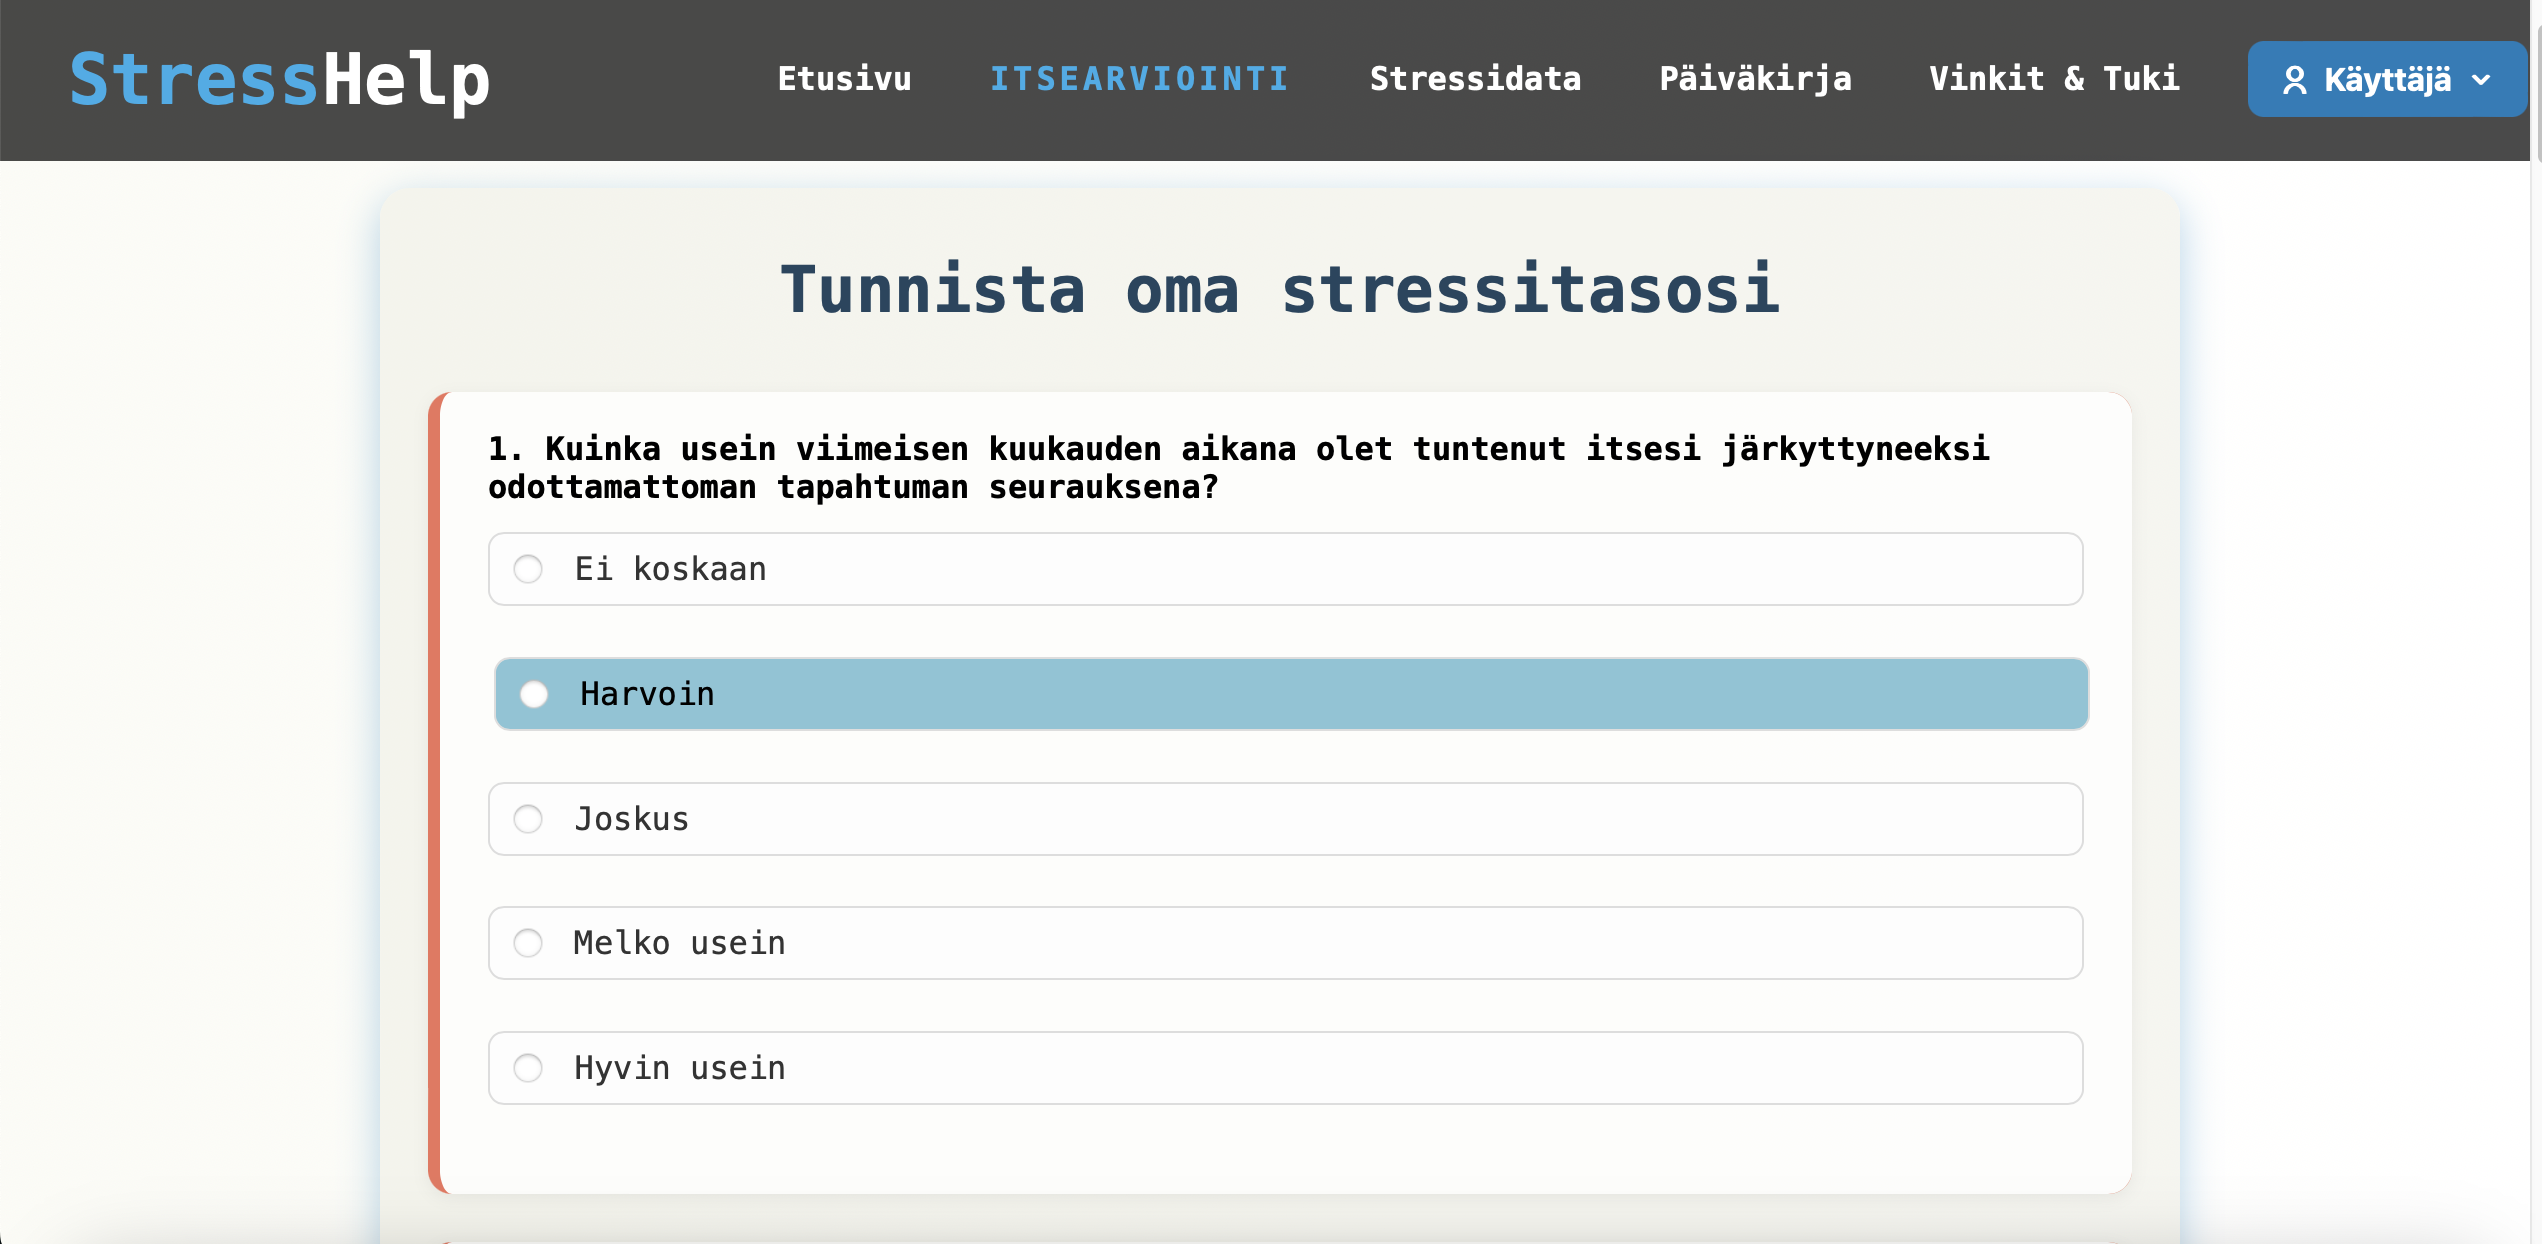 StressHelp
Etusivu
ITSEARVIOINTI
Stressidata
Päiväkirja
Vinkit & Tuki
Käyttäjä
Tunnista oma stressitasosi
1. Kuinka usein viimeisen kuukauden aikana olet tuntenut itsesi järkyttyneeksi
odottamattoman tapahtuman seurauksena?
Ei koskaan
Harvoin
Joskus
Melko usein
Hyvin usein